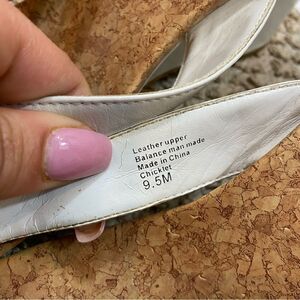 Leather upper
Balance man made
Made in China
Chicklet
9.5M